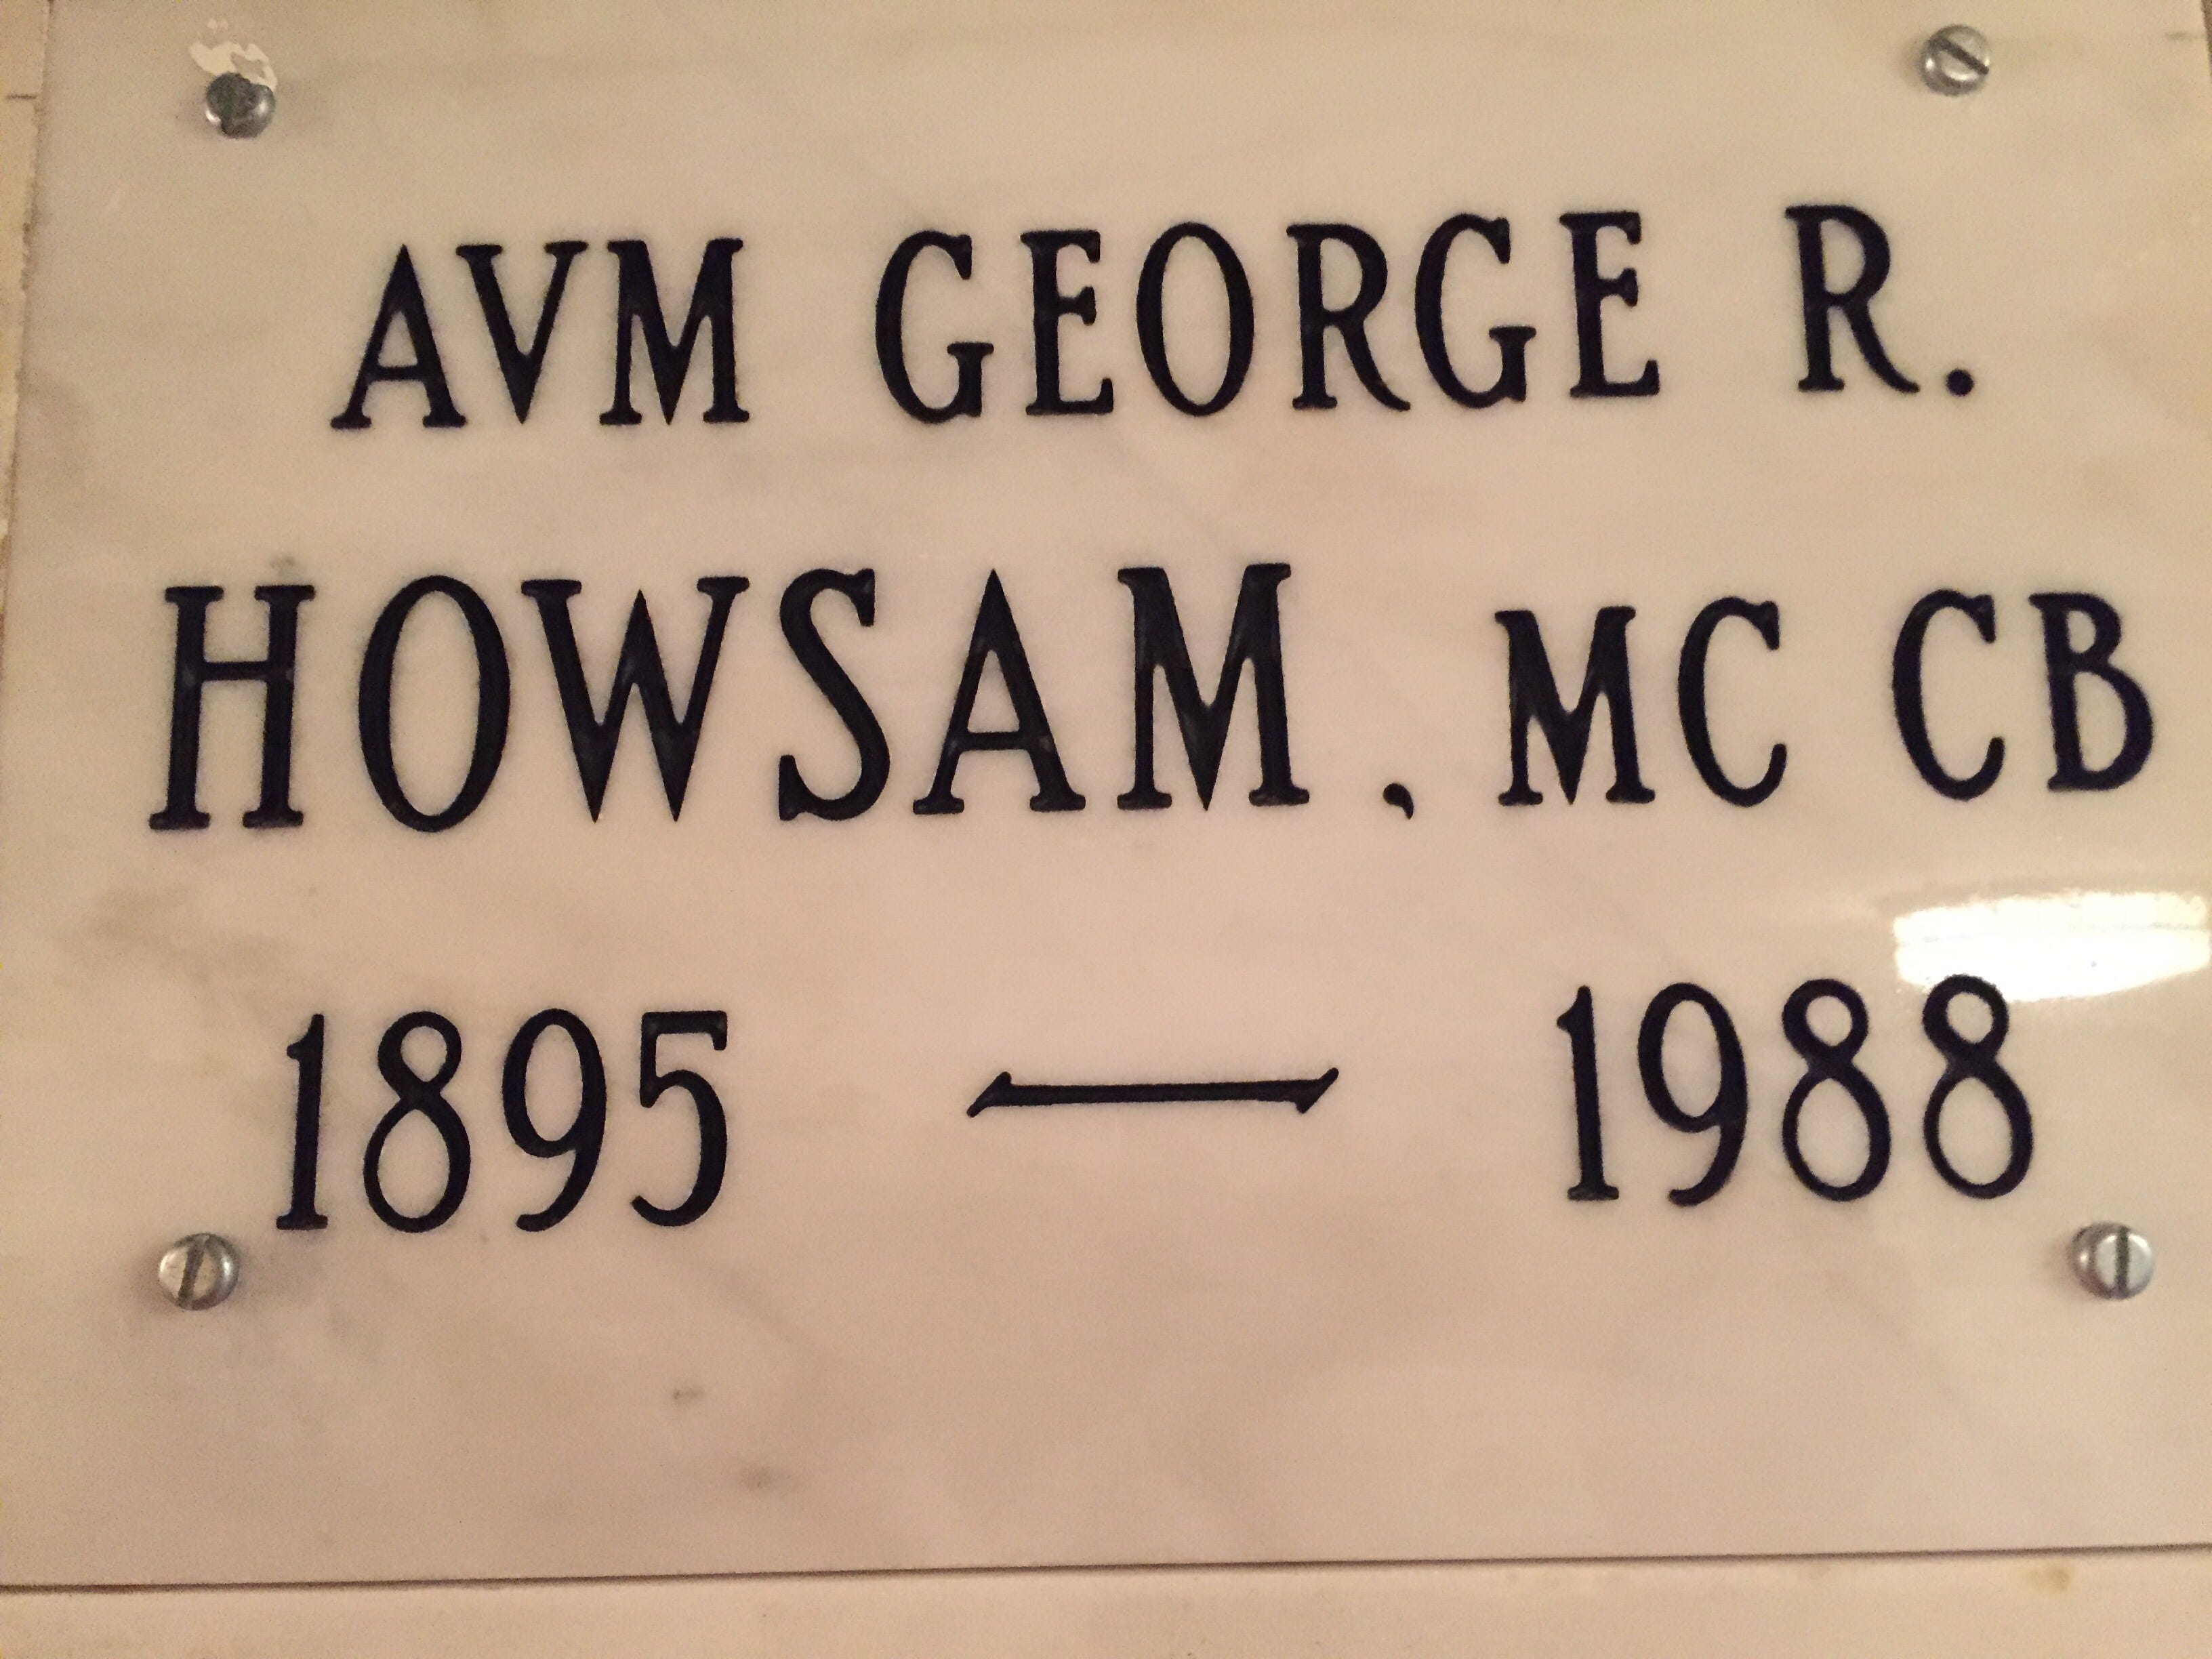 AVM GEORGE R.
HOWSAM, MC CB
1895 — 1988